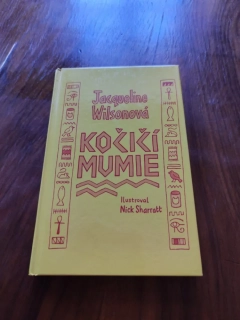 Jacqueline
Wilsonová
KOČIČÍ
MUMIE
Ilustroval
Nick Sharratt